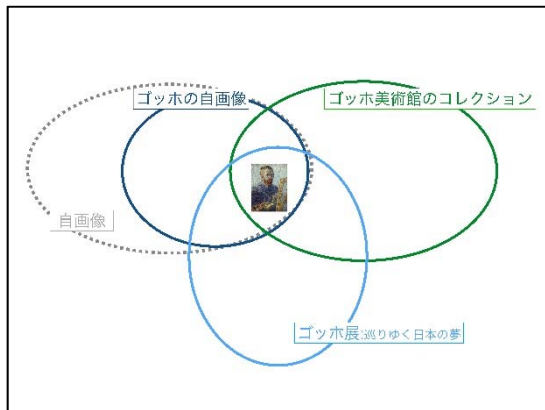 ゴッホの自画像
ゴッホ美術館のコレクション
自画像
ゴッホ展:巡りゆく日本の夢